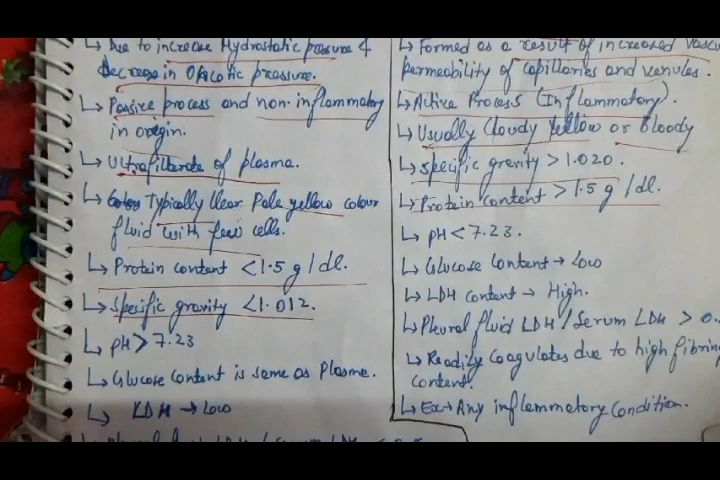 ↳ Due to increase Hydrostatic pressure &
decrease in Oncotic pressure.
↳ Passive process and non-inflammatory
in origin.
↳ Ultrafiltrate of plasma.
↳ Typically clear Pale yellow colour
fluid with few cells.
↳ Protein content < 1.5 g/dl.
↳ Specific gravity < 1.012.
↳ pH > 7.23
↳ Glucose content is same as Plasma.
↳ LDH → Low
↳ Formed as a result of increased
permeability of capillaries and venules.
↳ Active Process (Inflammatory).
↳ Usually Cloudy Yellow or bloody
↳ Specific gravity > 1.020.
↳ Protein content > 1.5 g/dl.
↳ pH < 7.23.
↳ Glucose Content → Low
↳ LDH content → High.
↳ Pleural fluid LDH / Serum LDH > 0.
↳ Readily coagulates due to high
content.
↳ Ex → Any inflammatory Condition.